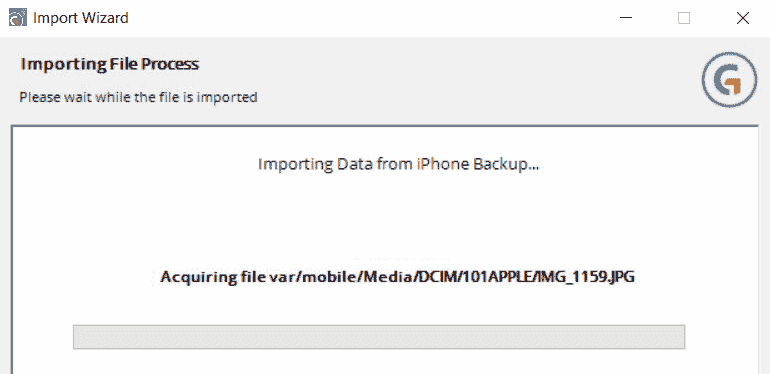 Import Wizard
Importing File Process
Please wait while the file is imported
Importing Data from iPhone Backup...
Acquiring file var/mobile/Media/DCIM/101APPLE/IMG_1159.JPG